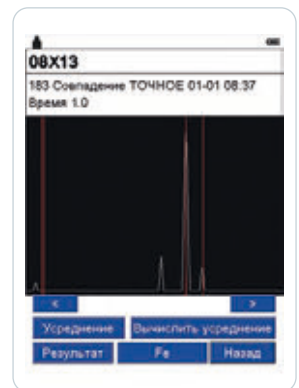 08X13
183 Совпадение ТОЧНОЕ 01-01 08:37
Время 1.0
< >
Усреднение Вычислить усреднение
Результат Fe Назад